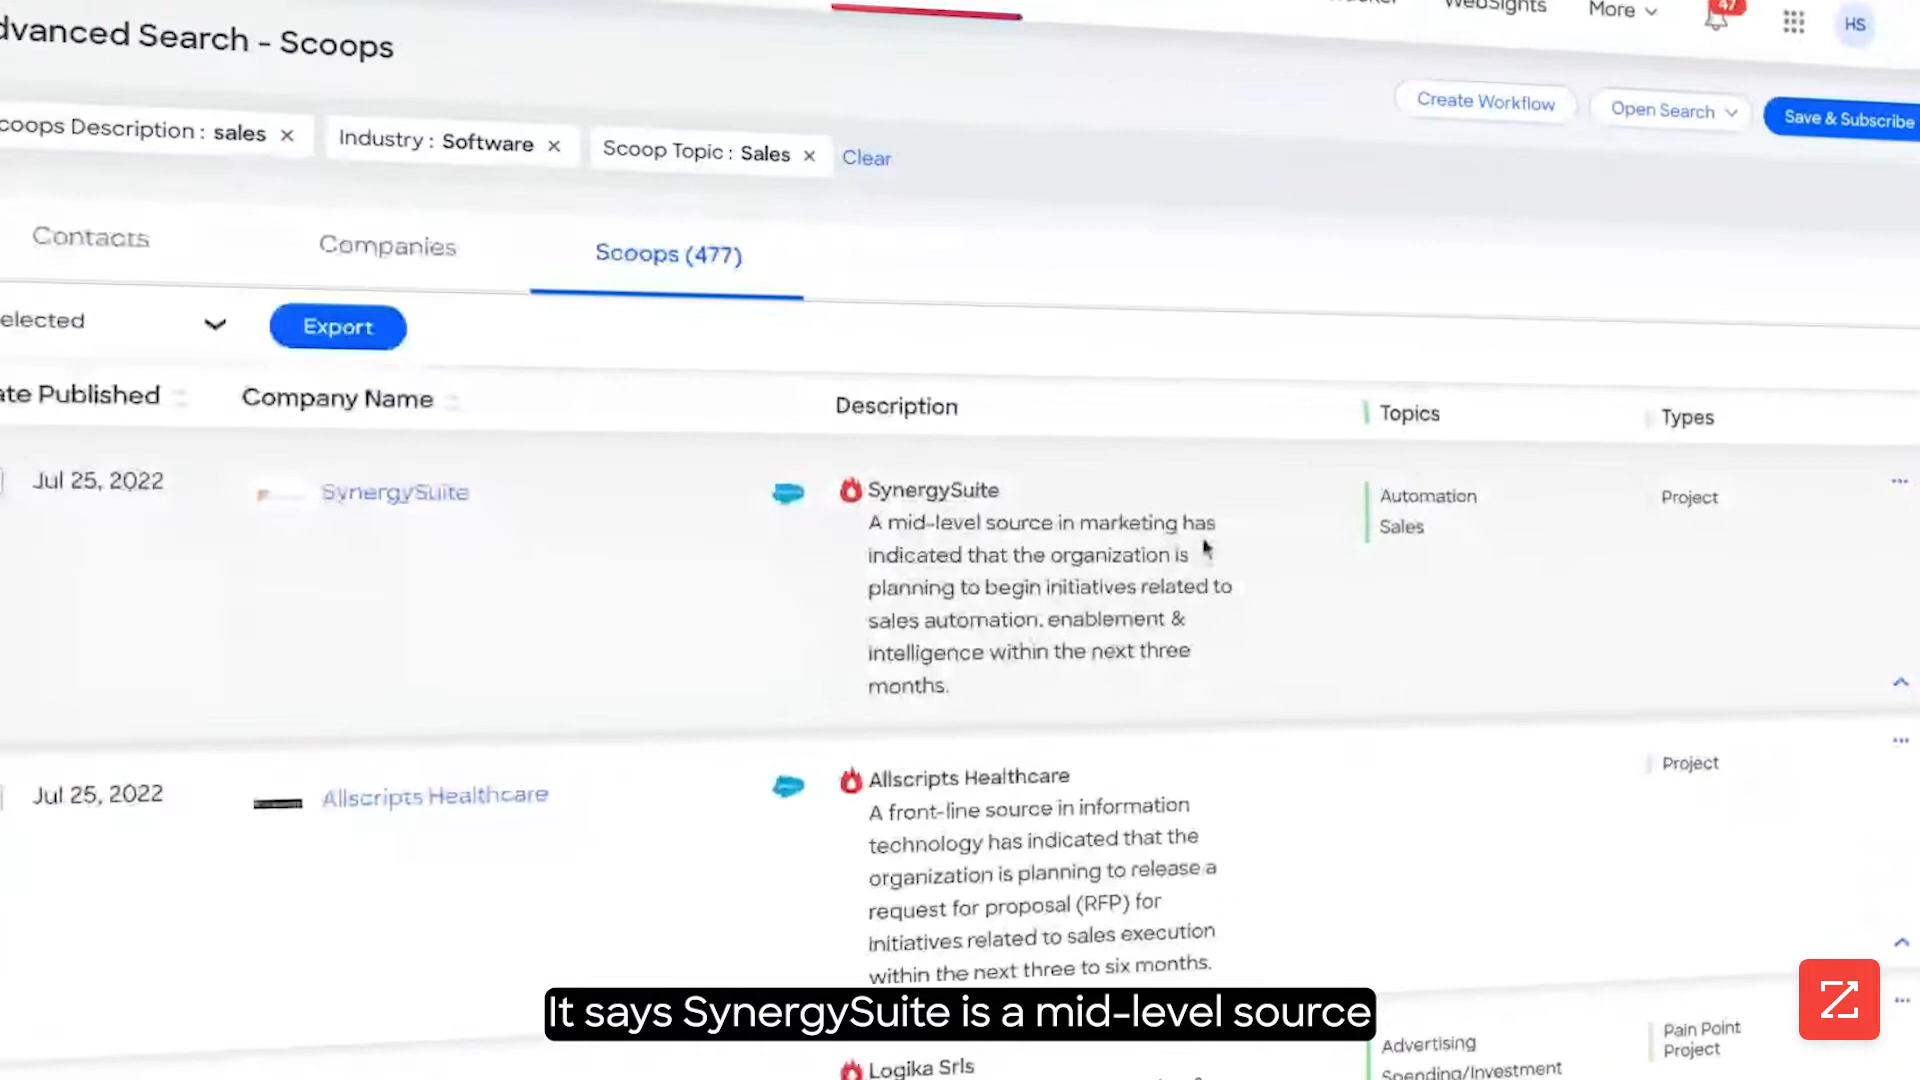 WebSights
More
47
HS
dvanced Search - Scoops
Create Workflow
Open Search
Save & Subscribe
coops Description : sales ×
Industry : Software ×
Scoop Topic : Sales ×
Clear
Contacts
Companies
Scoops (477)
elected
Export
ate Published
Company Name
Description
Topics
Types
Jul 25, 2022
SynergySuite
SynergySuite
A mid-level source in marketing has
indicated that the organization is
planning to begin initiatives related to
sales automation, enablement &
intelligence within the next three
months.
Automation
Sales
Project
Jul 25, 2022
Allscripts Healthcare
Allscripts Healthcare
A front-line source in information
technology has indicated that the
organization is planning to release a
request for proposal (RFP) for
initiatives related to sales execution
within the next three to six months.
Project
It says SynergySuite is a mid-level source
Logika Srls
Advertising
Spending/Investment
Pain Point
Project